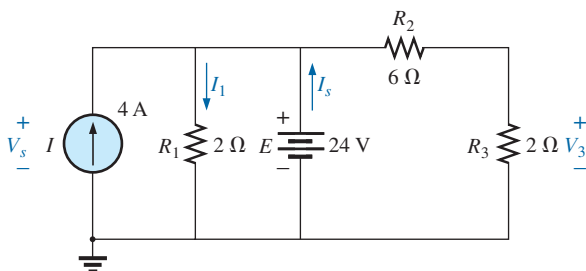 R2
6 Ω
4 A
I1
Is
+
Vs
−
I
R1
2 Ω
E
+
−
24 V
R3
2 Ω
+
V3
−